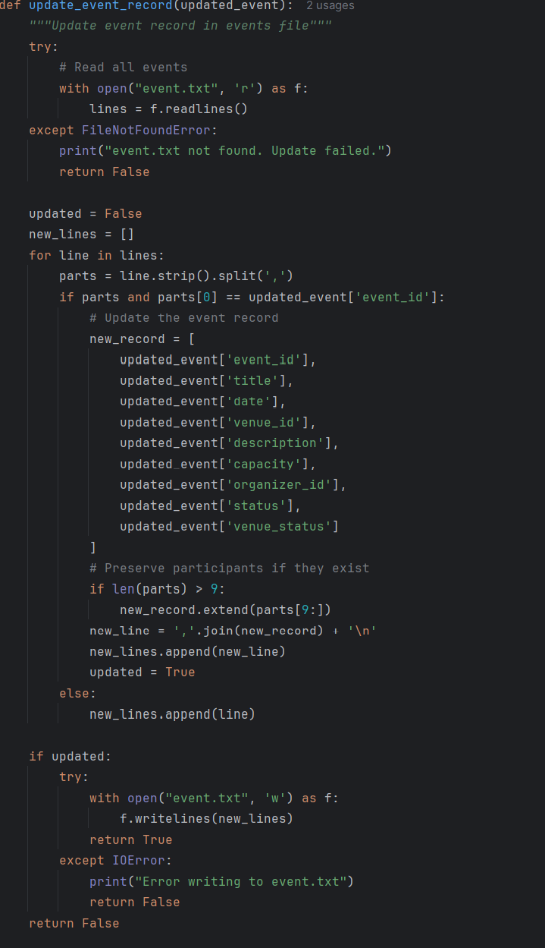 def update_event_record(updated_event):  2 usages
    """Update event record in events file"""
    try:
        # Read all events
        with open("event.txt", 'r') as f:
            lines = f.readlines()
    except FileNotFoundError:
        print("event.txt not found. Update failed.")
        return False

    updated = False
    new_lines = []
    for line in lines:
        parts = line.strip().split(',')
        if parts and parts[0] == updated_event['event_id']:
            # Update the event record
            new_record = [
                updated_event['event_id'],
                updated_event['title'],
                updated_event['date'],
                updated_event['venue_id'],
                updated_event['description'],
                updated_event['capacity'],
                updated_event['organizer_id'],
                updated_event['status'],
                updated_event['venue_status']
            ]
            # Preserve participants if they exist
            if len(parts) > 9:
                new_record.extend(parts[9:])
            new_line = ','.join(new_record) + '\n'
            new_lines.append(new_line)
            updated = True
        else:
            new_lines.append(line)

    if updated:
        try:
            with open("event.txt", 'w') as f:
                f.writelines(new_lines)
            return True
        except IOError:
            print("Error writing to event.txt")
            return False
    return False